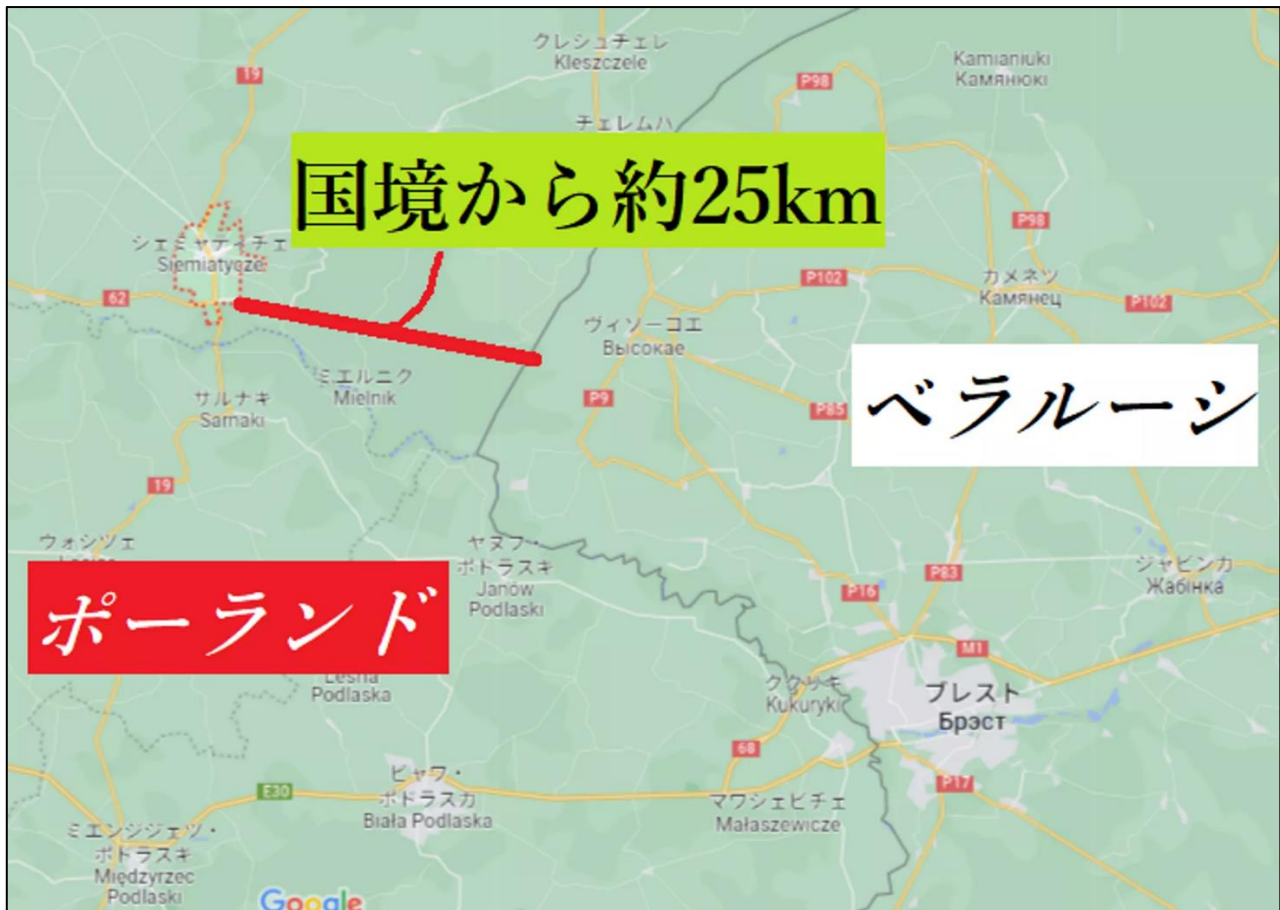 クレシュチェレ
Kleszczele
Kamianiuki
Камянюкі
19
P98
チェレムハ
国境から約25km
P98
シェミャティチェ
Siemiatycze
62
P102
カメネツ
Камянец
P102
ヴィソーコエ
Высокае
ミエルニク
Mielnik
サルナキ
Sarnaki
P9
P85
ベラルーシ
19
ウォシツェ
ヤヌフ・
ポドラスキ
Janów
Podlaski
P83
P16
ジャビンカ
Жабінка
ポーランド
Leśna
Podlaska
M1
ククリキ
Kukuryki
ブレスト
Брэст
68
P17
E30
ビャワ・
ポドラスカ
Biała Podlaska
マワシェビチェ
Małaszewicze
ミエンジジェツ・
ポドラスキ
Międzyrzec
Podlaski
Google